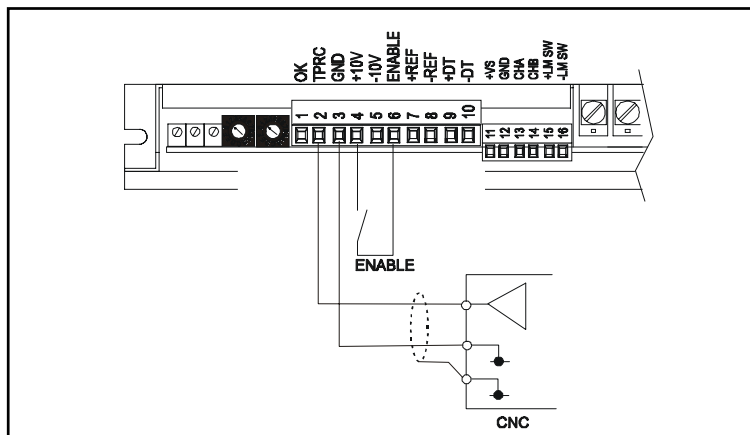 OK TPRC GND +10V -10V ENABLE +REF -REF +DT -DT
+VS GND CHA CHB +LM SW -LM SW
1 2 3 4 5 6 7 8 9 10
11 12 13 14 15 16
ENABLE
CNC